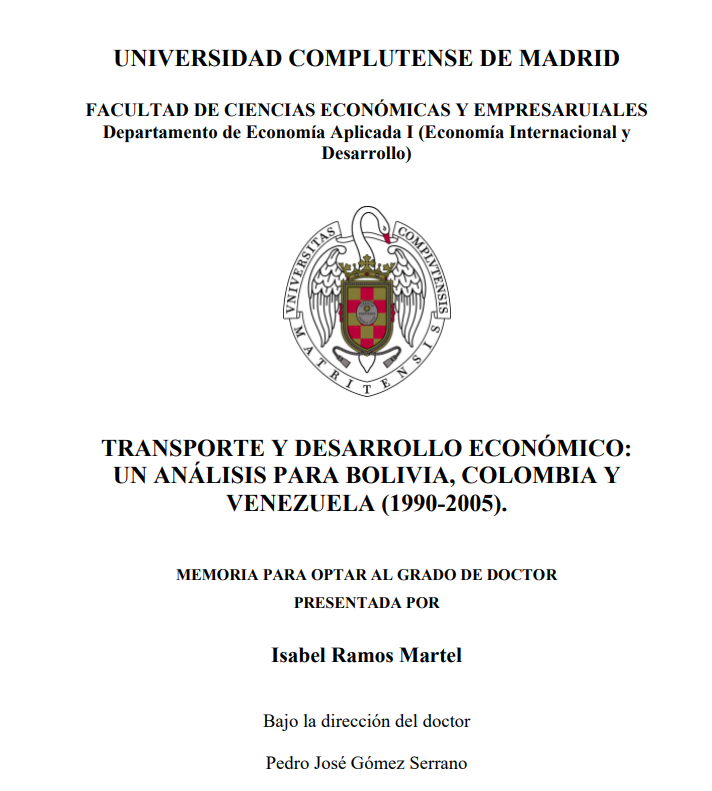 UNIVERSIDAD COMPLUTENSE DE MADRID
FACULTAD DE CIENCIAS ECONÓMICAS Y EMPRESARUIALES
Departamento de Economía Aplicada I (Economía Internacional y
Desarrollo)
VNIVERSITAS
COMPLVTENSIS
MATRITENSIS
TRANSPORTE Y DESARROLLO ECONÓMICO:
UN ANÁLISIS PARA BOLIVIA, COLOMBIA Y
VENEZUELA (1990-2005).
MEMORIA PARA OPTAR AL GRADO DE DOCTOR
PRESENTADA POR
Isabel Ramos Martel
Bajo la dirección del doctor
Pedro José Gómez Serrano